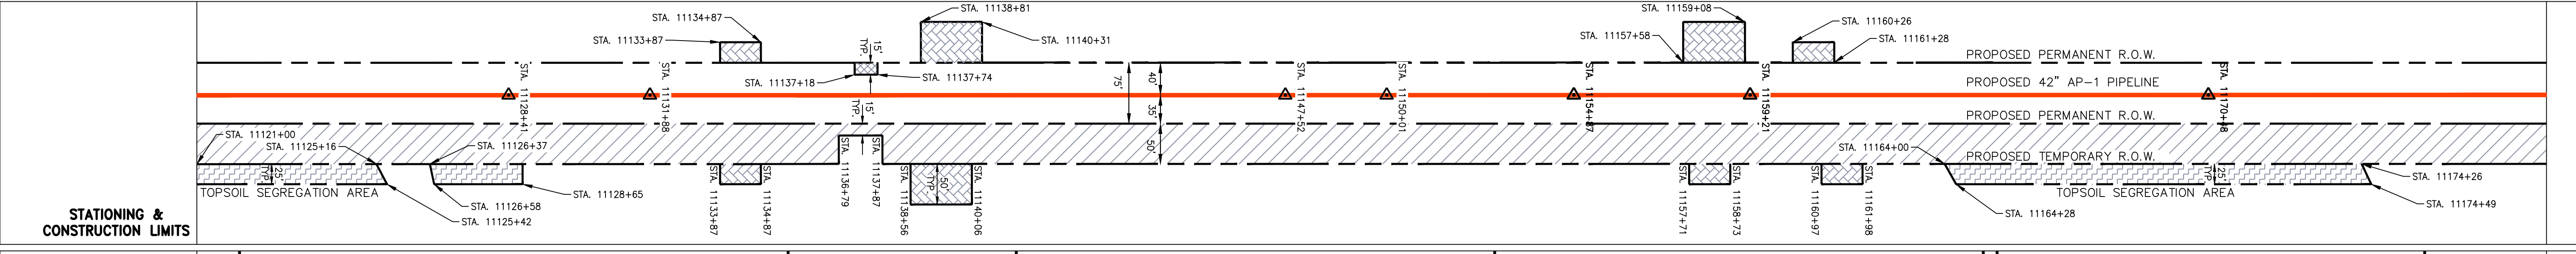 STA. 11138+81
STA. 11159+08
STA. 11134+87
STA. 11160+26
STA. 11133+87
STA. 11140+31
STA. 11157+58
STA. 11161+28
15'
TYP.
PROPOSED PERMANENT R.O.W.
STA. 11137+18
STA. 11137+74
PROPOSED 42" AP-1 PIPELINE
STA. 11128+41
STA. 11131+88
75'
40'
35'
50'
STA. 11147+52
STA. 11150+01
STA. 11154+87
STA. 11159+21
STA. 11170+48
15'
TYP.
PROPOSED PERMANENT R.O.W.
STA. 11121+00
STA. 11125+16
STA. 11126+37
STA. 11164+00
PROPOSED TEMPORARY R.O.W.
25'
TYP.
TOPSOIL SEGREGATION AREA
STA. 11128+65
STA. 11126+58
STA. 11125+42
STA. 11133+87
STA. 11134+87
STA. 11136+79
STA. 11137+87
STA. 11138+56
50'
TYP.
STA. 11140+06
STA. 11157+71
STA. 11158+73
STA. 11160+97
STA. 11161+98
25'
TYP.
TOPSOIL SEGREGATION AREA
STA. 11174+26
STA. 11174+49
STA. 11164+28
STATIONING &
CONSTRUCTION LIMITS